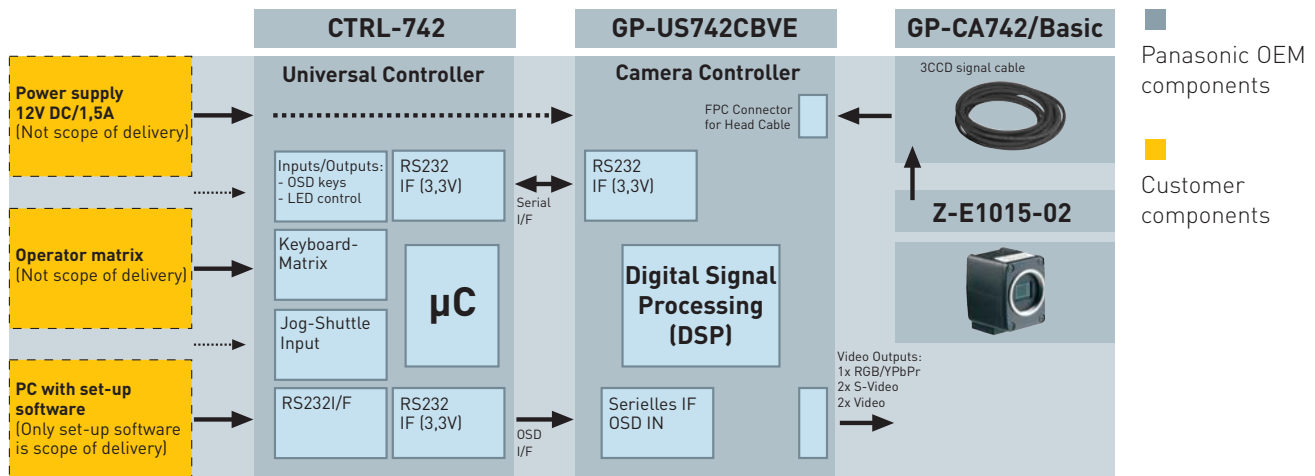 CTRL-742
GP-US742CBVE
GP-CA742/Basic
Panasonic OEM
components
Customer
components
Power supply
12V DC/1,5A
(Not scope of delivery)
Operator matrix
(Not scope of delivery)
PC with set-up
software
(Only set-up software
is scope of delivery)
Universal Controller
Inputs/Outputs:
- OSD keys
- LED control
RS232
IF (3,3V)
Keyboard-
Matrix
µC
Jog-Shuttle
Input
RS232I/F
RS232
IF (3,3V)
Serial
I/F
OSD
I/F
Camera Controller
FPC Connector
for Head Cable
RS232
IF (3,3V)
Digital Signal
Processing
(DSP)
Serielles IF
OSD IN
3CCD signal cable
Z-E1015-02
Video Outputs:
1x RGB/YPbPr
2x S-Video
2x Video